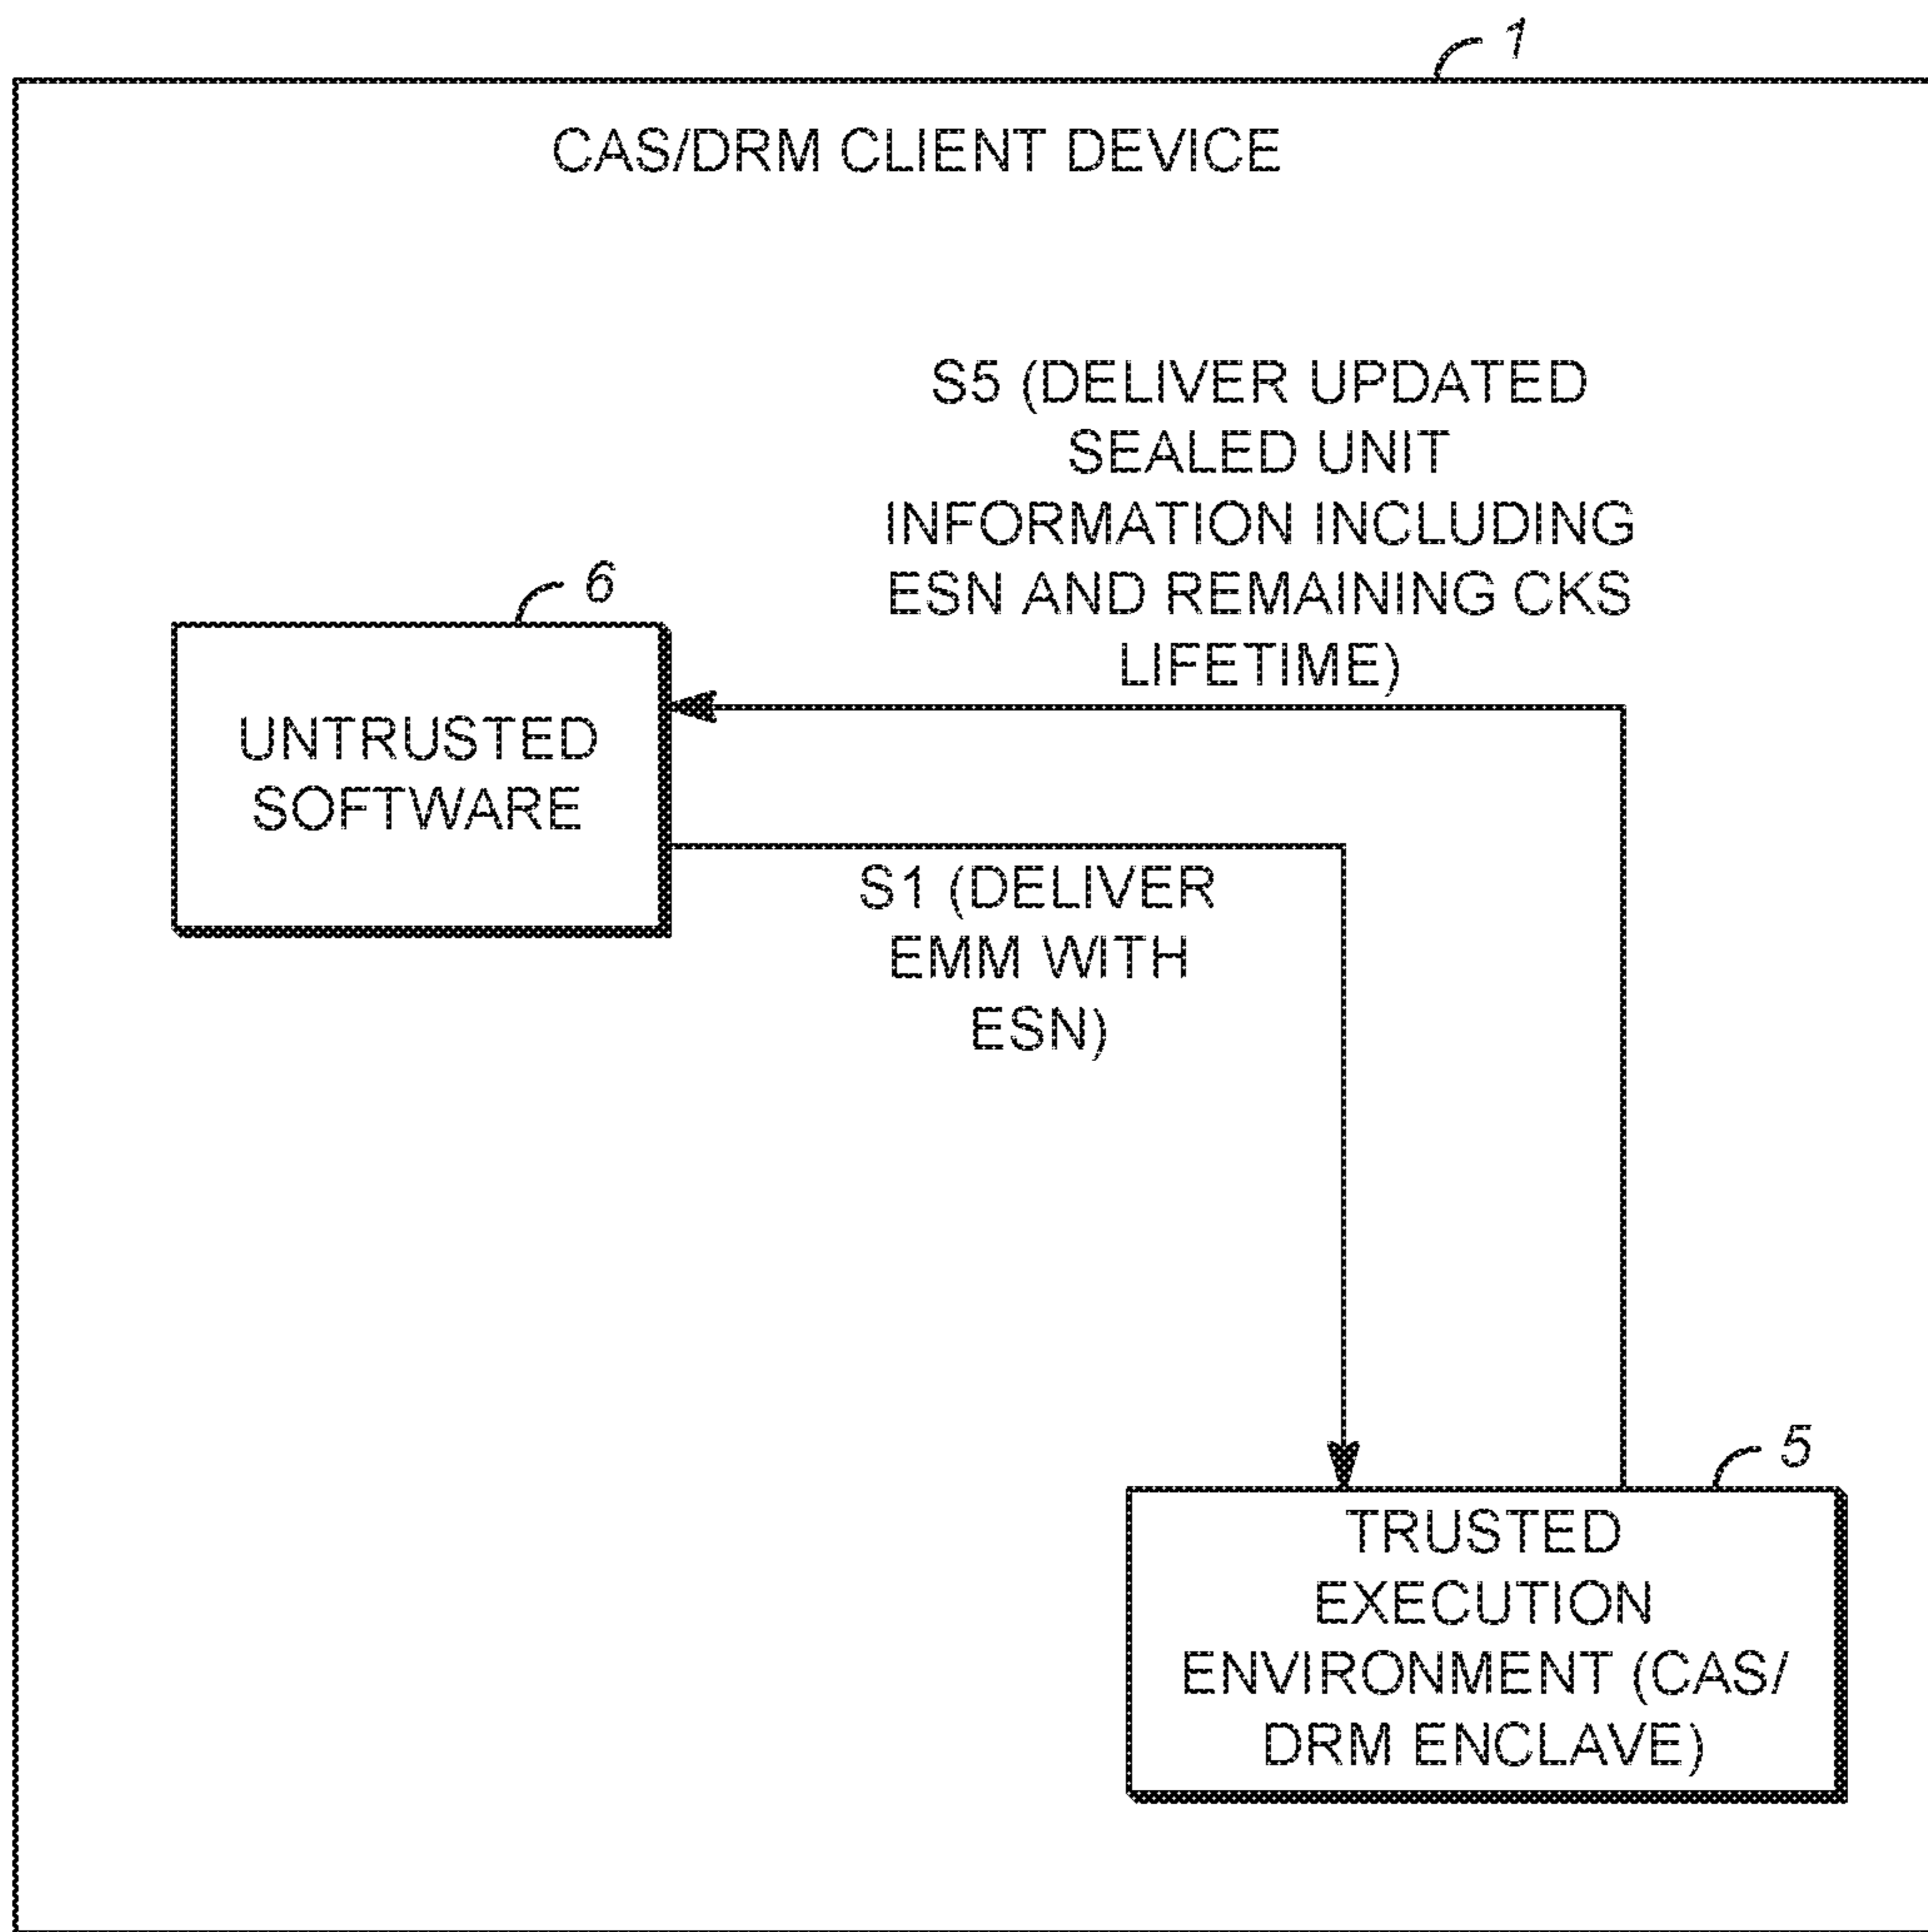 1
CAS/DRM CLIENT DEVICE
S5 (DELIVER UPDATED
SEALED UNIT
INFORMATION INCLUDING
ESN AND REMAINING CKS
LIFETIME)
6
UNTRUSTED
SOFTWARE
S1 (DELIVER
EMM WITH
ESN)
5
TRUSTED
EXECUTION
ENVIRONMENT (CAS/
DRM ENCLAVE)